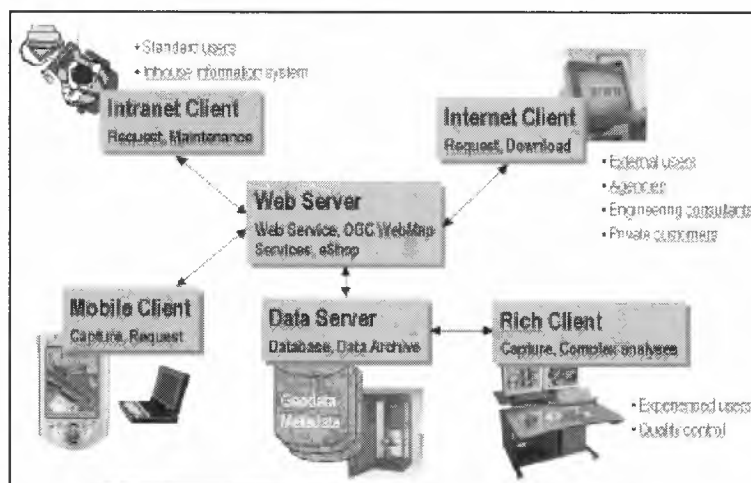 • Standard users
• Inhouse information system
Intranet Client
Request, Maintenance
Internet Client
Request, Download
• External users
• Agencies
• Engineering consultants
• Private customers
Web Server
Web Service, OGC WebMap
Services, eShop
Mobile Client
Capture, Request
Data Server
Database, Data Archive
Rich Client
Capture, Complex analyses
Geodata
Metadata
• Experienced users
• Quality control